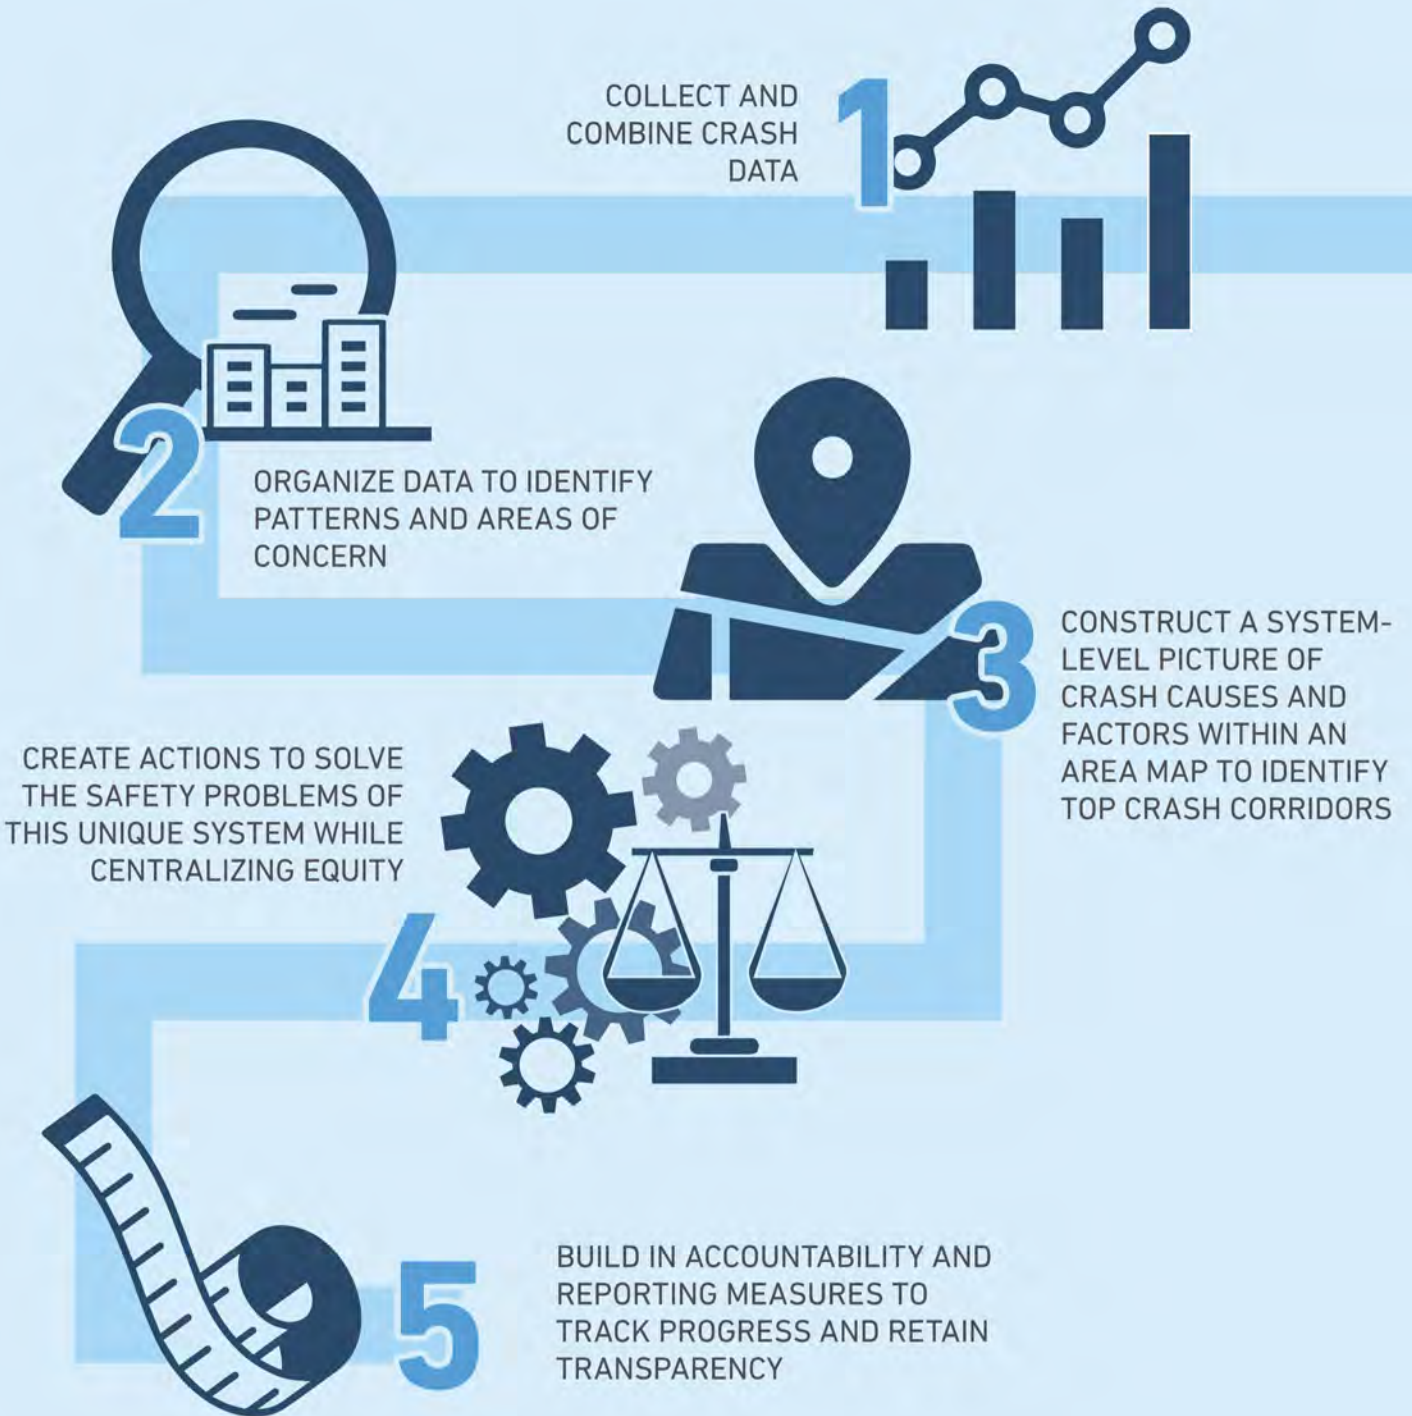 COLLECT AND
COMBINE CRASH
DATA
1
2
ORGANIZE DATA TO IDENTIFY
PATTERNS AND AREAS OF
CONCERN
3
CONSTRUCT A SYSTEM-
LEVEL PICTURE OF
CRASH CAUSES AND
FACTORS WITHIN AN
AREA MAP TO IDENTIFY
TOP CRASH CORRIDORS
CREATE ACTIONS TO SOLVE
THE SAFETY PROBLEMS OF
THIS UNIQUE SYSTEM WHILE
CENTRALIZING EQUITY
4
5
BUILD IN ACCOUNTABILITY AND
REPORTING MEASURES TO
TRACK PROGRESS AND RETAIN
TRANSPARENCY